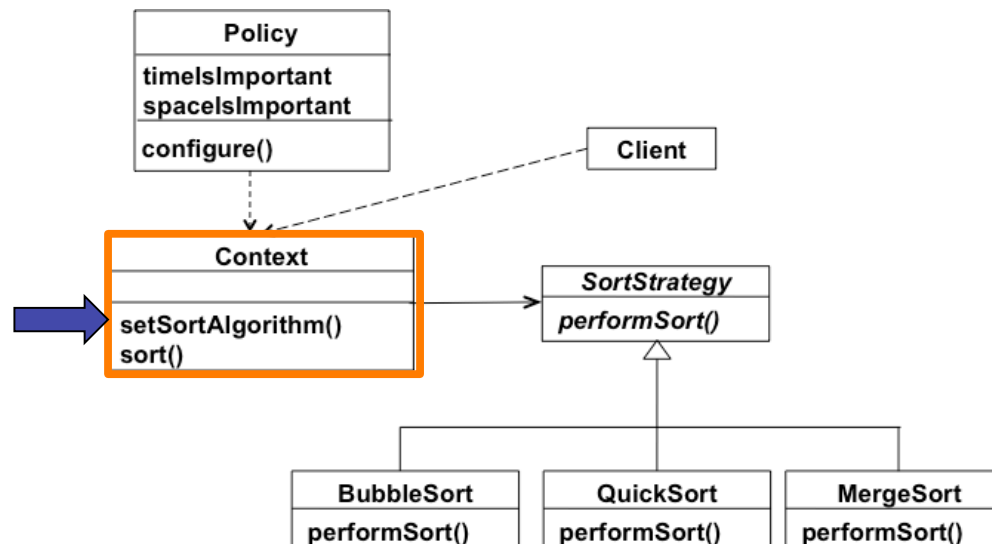 Policy
timeIsImportant
spaceIsImportant
configure()
Client
Context
setSortAlgorithm()
sort()
SortStrategy
performSort()
BubbleSort
performSort()
QuickSort
performSort()
MergeSort
performSort()